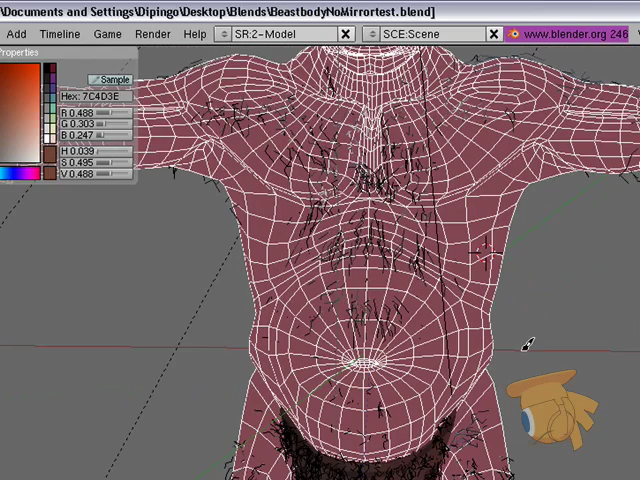 \Documents and Settings\Dipingo\Desktop\Blends\BeastbodyNoMirrortest.blend]
Add Timeline Game Render Help SR:2-Model SCE:Scene www.blender.org 246
Properties
Sample
Hex: 7C4D3E
R 0.488
G 0.303
B 0.247
H 0.039
S 0.495
V 0.488